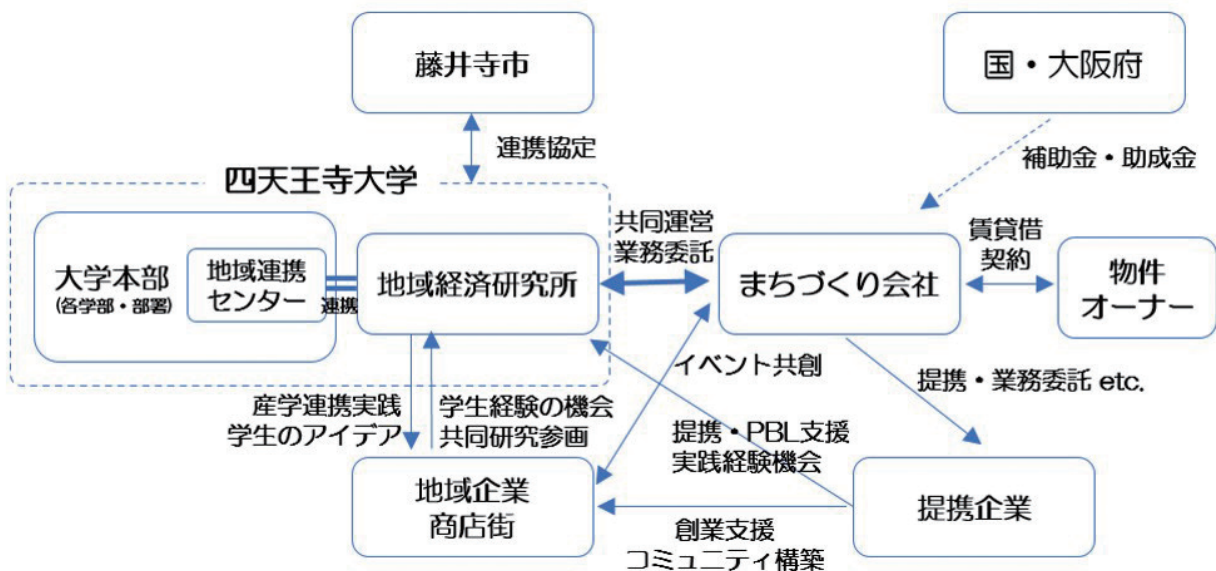 藤井寺市
国・大阪府
連携協定
補助金・助成金
四天王寺大学
大学本部
(各学部・部署)
地域連携
センター
連携
地域経済研究所
共同運営
業務委託
まちづくり会社
賃貸借
契約
物件
オーナー
イベント共創
提携・業務委託 etc.
産学連携実践
学生のアイデア
学生経験の機会
共同研究参画
提携・PBL支援
実践経験機会
地域企業
商店街
創業支援
コミュニティ構築
提携企業